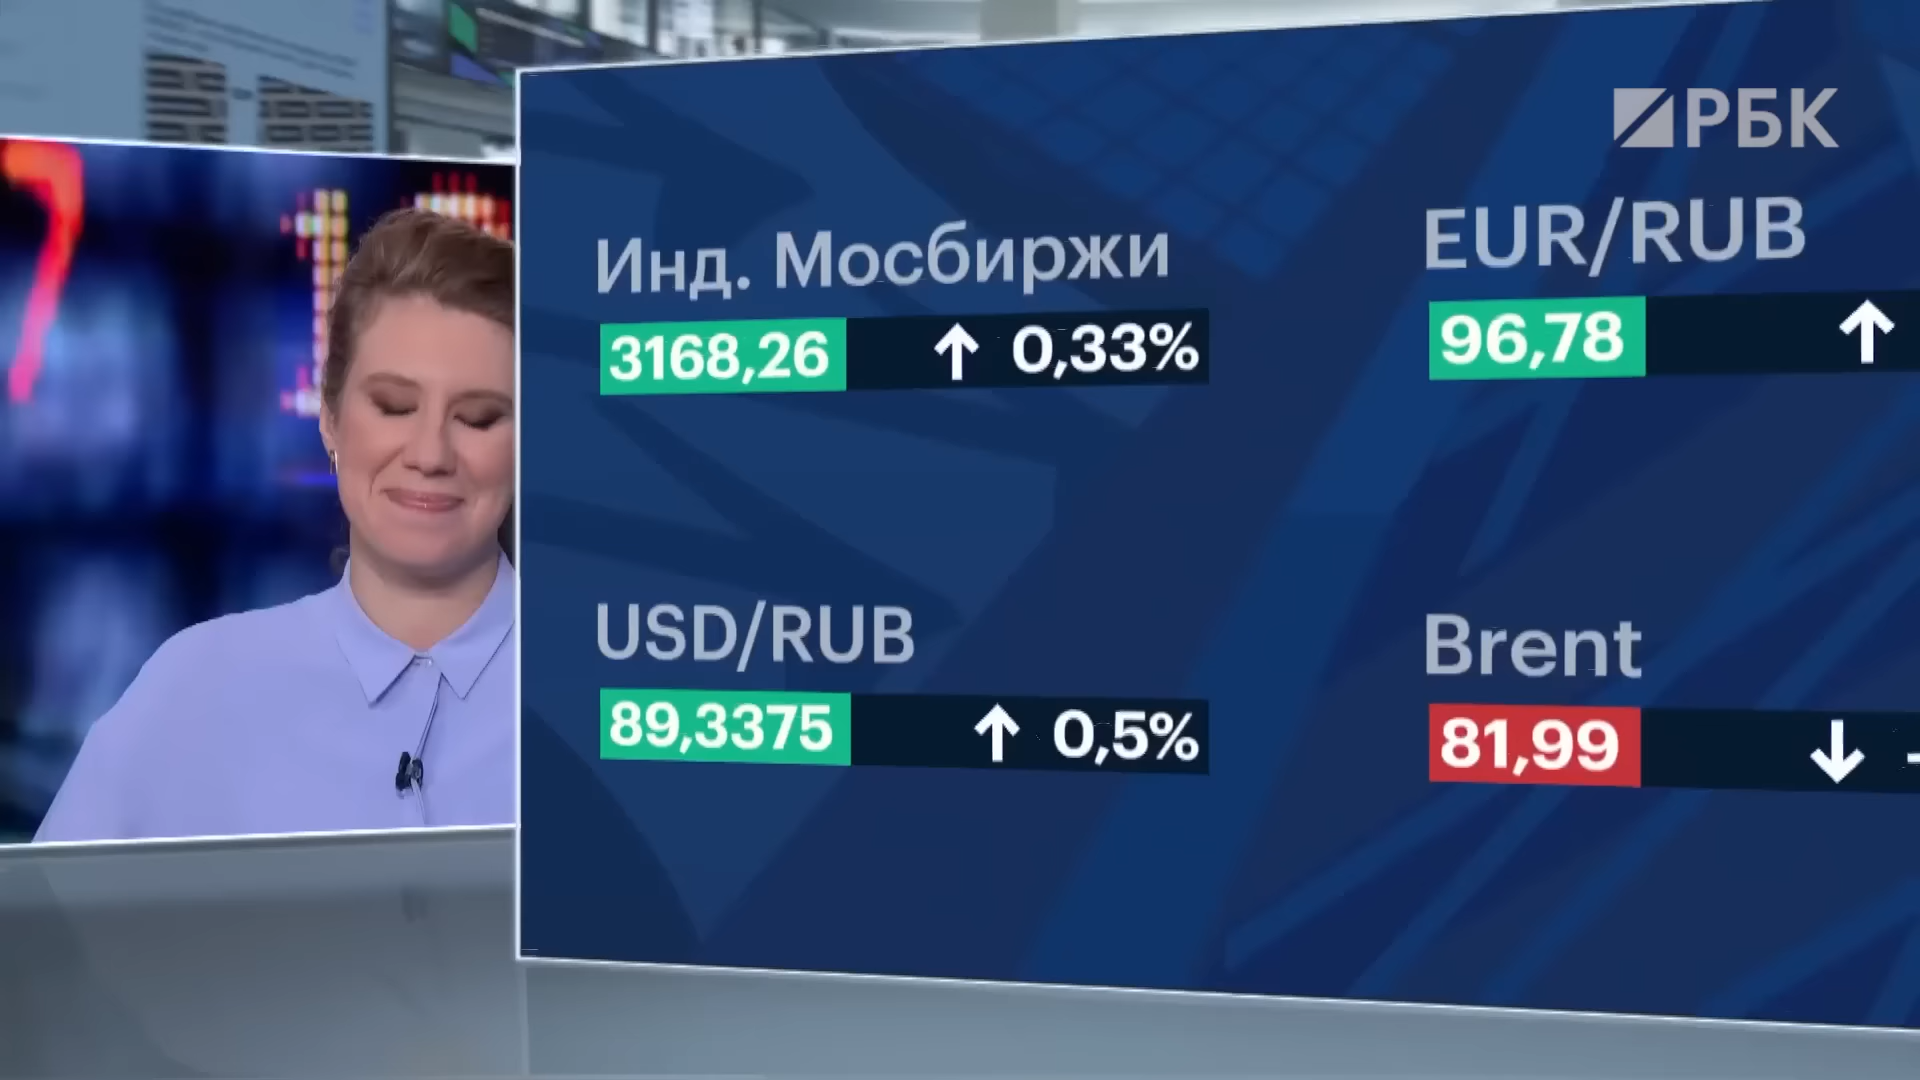 РБК
Инд. Мосбиржи
3168,26 ↑ 0,33%
EUR/RUB
96,78 ↑
USD/RUB
89,3375 ↑ 0,5%
Brent
81,99 ↓ -